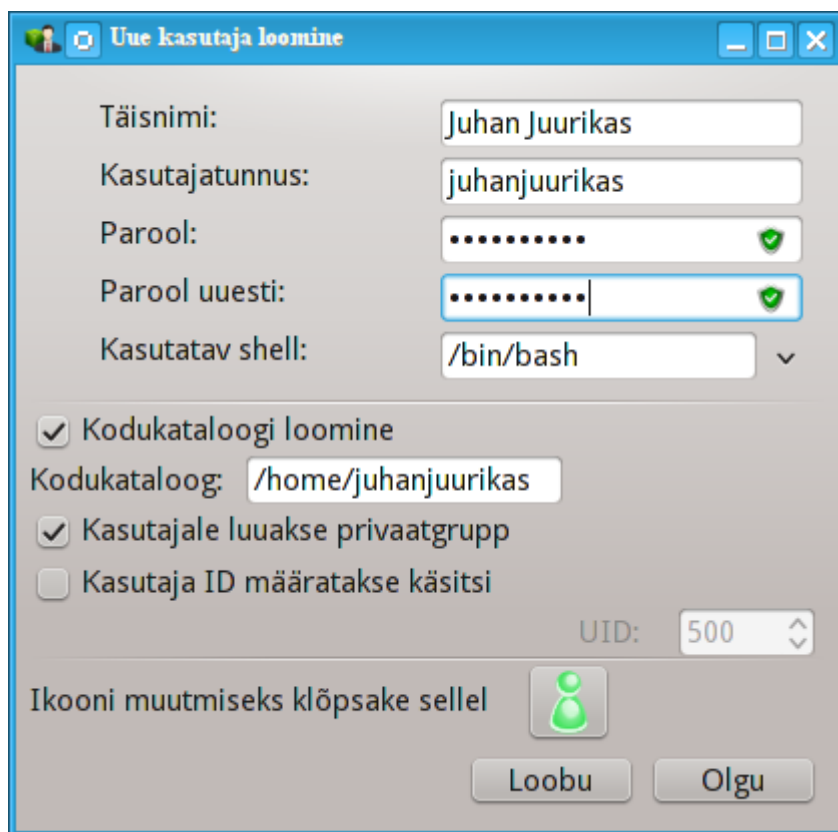 Uue kasutaja loomine
Täisnimi: Juhan Juurikas
Kasutajatunnus: juhanjuurikas
Parool: ••••••••••
Parool uuesti: ••••••••••
Kasutatav shell: /bin/bash
Kodukataloogi loomine
Kodukataloog: /home/juhanjuurikas
Kasutajale luuakse privaatgrupp
Kasutaja ID määratakse käsitsi
UID: 500
Ikooni muutmiseks klõpsake sellel
Loobu Olgu